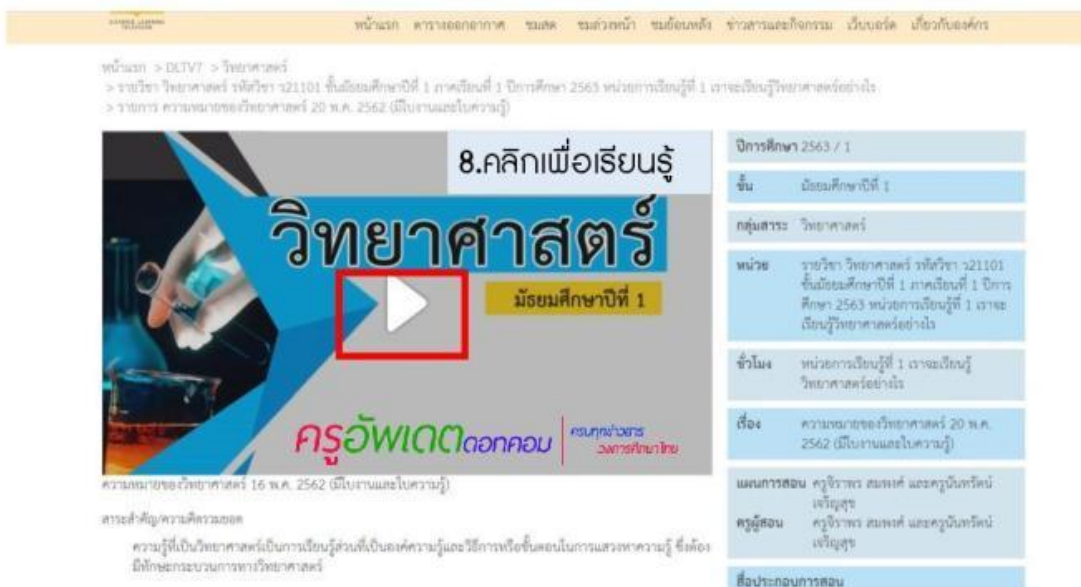 หน้าแรก ตารางออกอากาศ ชมสด ชมล่วงหน้า ชมย้อนหลัง ข่าวสารและกิจกรรม เว็บบอร์ด เกี่ยวกับองค์กร
หน้าแรก > DLTV7 > วิทยาศาสตร์
> รายวิชา วิทยาศาสตร์ รหัสวิชา ว21101 ชั้นมัธยมศึกษาปีที่ 1 ภาคเรียนที่ 1 ปีการศึกษา 2563 หน่วยการเรียนรู้ที่ 1 เราจะเรียนรู้วิทยาศาสตร์อย่างไร
> รายการ ความหมายของวิทยาศาสตร์ 20 พ.ค. 2562 (มีใบงานและใบความรู้)
8.คลิกเพื่อเรียนรู้
วิทยาศาสตร์
มัธยมศึกษาปีที่ 1
ครูอัพเดตดอทคอม
ครบทุกข่าวสาร
วงการศึกษาไทย
ความหมายของวิทยาศาสตร์ 16 พ.ค. 2562 (มีใบงานและใบความรู้)
สาระสำคัญ/ความคิดรวบยอด
ความรู้ที่เป็นวิทยาศาสตร์เป็นการเรียนรู้ส่วนที่เป็นองค์ความรู้และวิธีการหรือขั้นตอนในการแสวงหาความรู้ ซึ่งต้อง
มีทักษะกระบวนการทางวิทยาศาสตร์
ปีการศึกษา 2563 / 1
ชั้น มัธยมศึกษาปีที่ 1
กลุ่มสาระ วิทยาศาสตร์
หน่วย รายวิชา วิทยาศาสตร์ รหัสวิชา ว21101
ชั้นมัธยมศึกษาปีที่ 1 ภาคเรียนที่ 1 ปีการ
ศึกษา 2563 หน่วยการเรียนรู้ที่ 1 เราจะ
เรียนรู้วิทยาศาสตร์อย่างไร
ชั่วโมง หน่วยการเรียนรู้ที่ 1 เราจะเรียนรู้
วิทยาศาสตร์อย่างไร
เรื่อง ความหมายของวิทยาศาสตร์ 20 พ.ค.
2562 (มีใบงานและใบความรู้)
แผนการสอน ครูจิราพร สมพงศ์ และครูนันทรัตน์
เจริญสุข
ครูผู้สอน ครูจิราพร สมพงศ์ และครูนันทรัตน์
เจริญสุข
สื่อประกอบการสอน